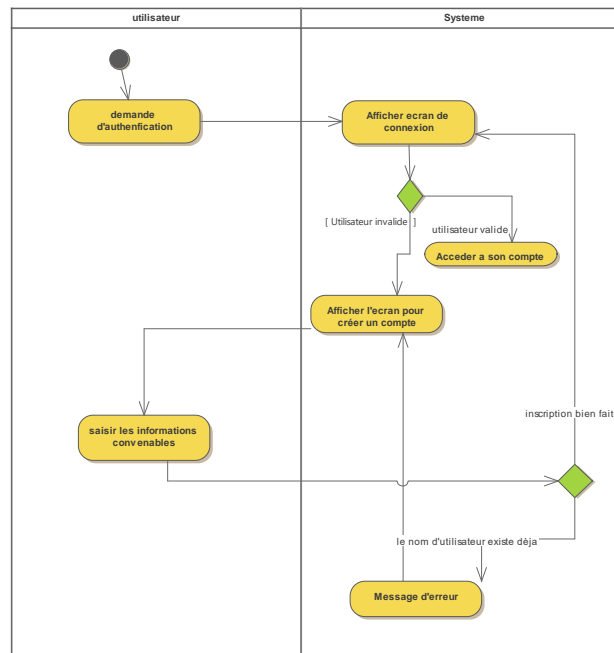 utilisateur
Systeme
demande
d'authenfication
Afficher ecran de
connexion
[ Utilisateur invalide ]
utilisateur valide
Acceder a son compte
Afficher l'ecran pour
créer un compte
saisir les informations
convenables
inscription bien fait
le nom d'utilisateur existe dèja
Message d'erreur